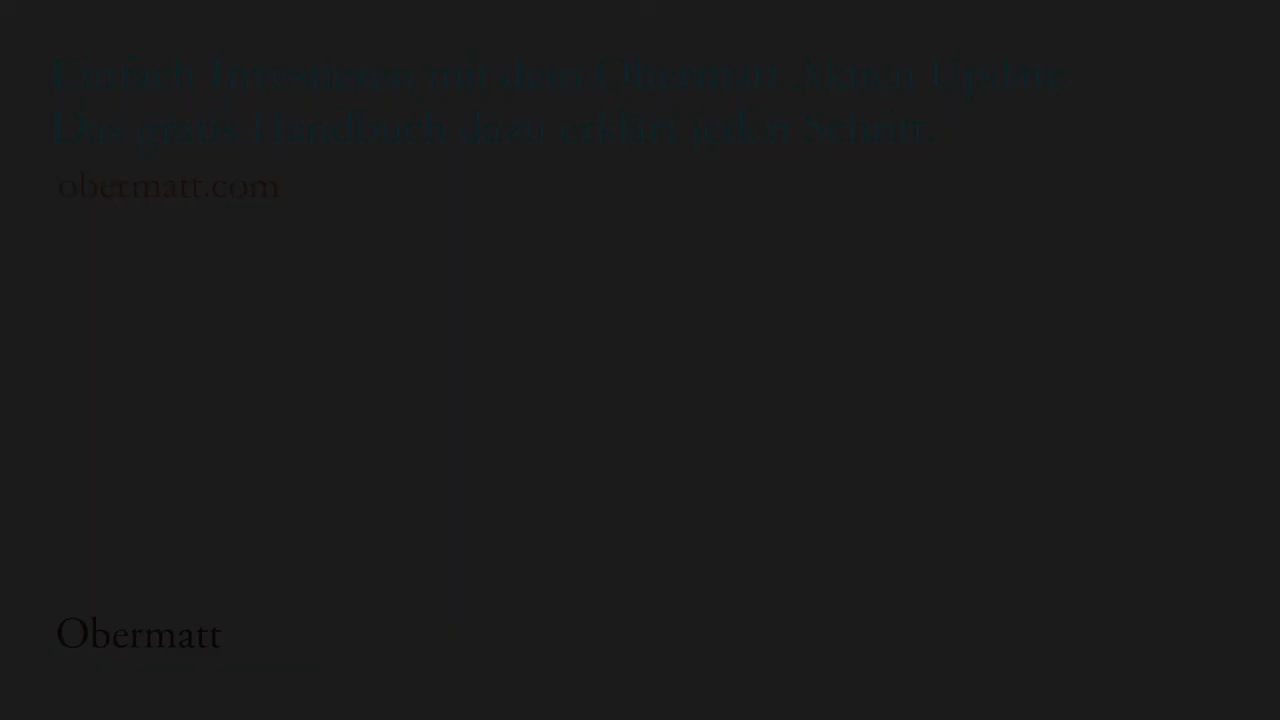 Einfach Investieren mit dem Obermatt Aktien Update.
Das gratis Handbuch dazu erklärt jeden Schritt.
obermatt.com
Obermatt